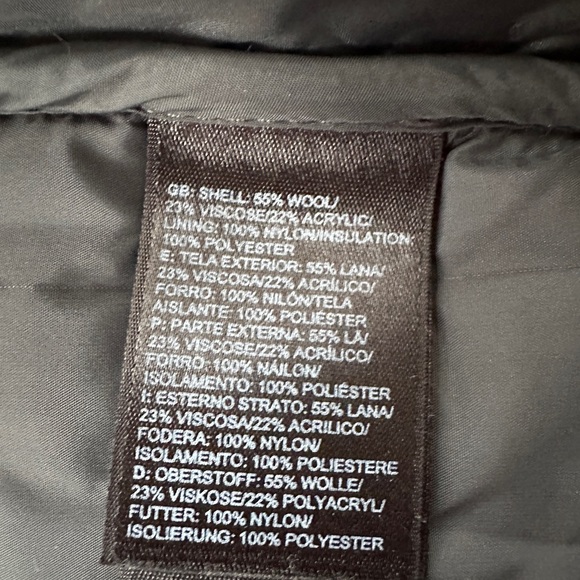 GB: SHELL: 55% WOOL/
23% VISCOSE/22% ACRYLIC/
LINING: 100% NYLON/INSULATION:
100% POLYESTER
E: TELA EXTERIOR: 55% LANA/
23% VISCOSA/22% ACRÍLICO/
FORRO: 100% NILÓN/TELA
AISLANTE: 100% POLIÉSTER
P: PARTE EXTERNA: 55% LÃ/
23% VISCOSE/22% ACRÍLICO/
FORRO: 100% NÁILON/
ISOLAMENTO: 100% POLIÉSTER
I: ESTERNO STRATO: 55% LANA/
23% VISCOSA/22% ACRILICO/
FODERA: 100% NYLON/
ISOLAMENTO: 100% POLIESTERE
D: OBERSTOFF: 55% WOLLE/
23% VISKOSE/22% POLYACRYL/
FUTTER: 100% NYLON/
ISOLIERUNG: 100% POLYESTER